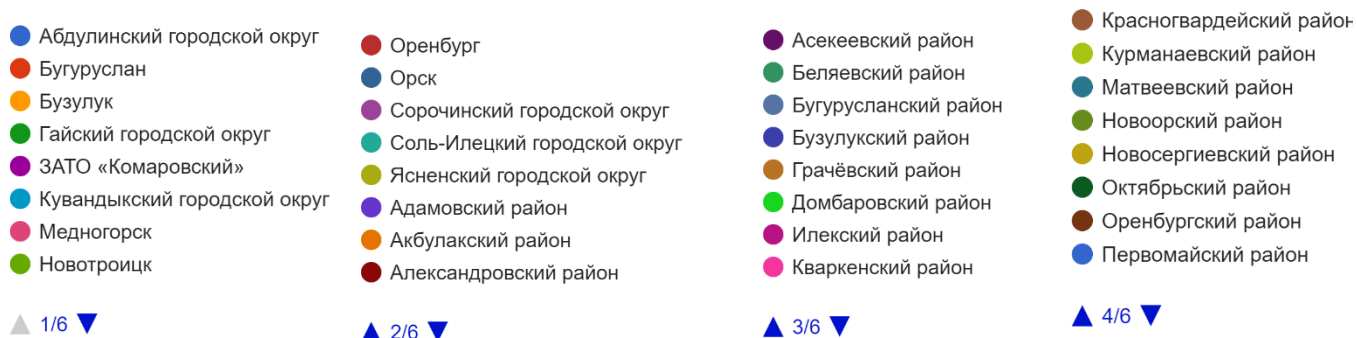 Абдулинский городской округ
Бугуруслан
Бузулук
Гайский городской округ
ЗАТО «Комаровский»
Кувандыкский городской округ
Медногорск
Новотроицк
1/6
Оренбург
Орск
Сорочинский городской округ
Соль-Илецкий городской округ
Ясненский городской округ
Адамовский район
Акбулакский район
Александровский район
2/6
Асекеевский район
Беляевский район
Бугурусланский район
Бузулукский район
Грачёвский район
Домбаровский район
Илекский район
Кваркенский район
3/6
Красногвардейский район
Курманаевский район
Матвеевский район
Новоорский район
Новосергиевский район
Октябрьский район
Оренбургский район
Первомайский район
4/6